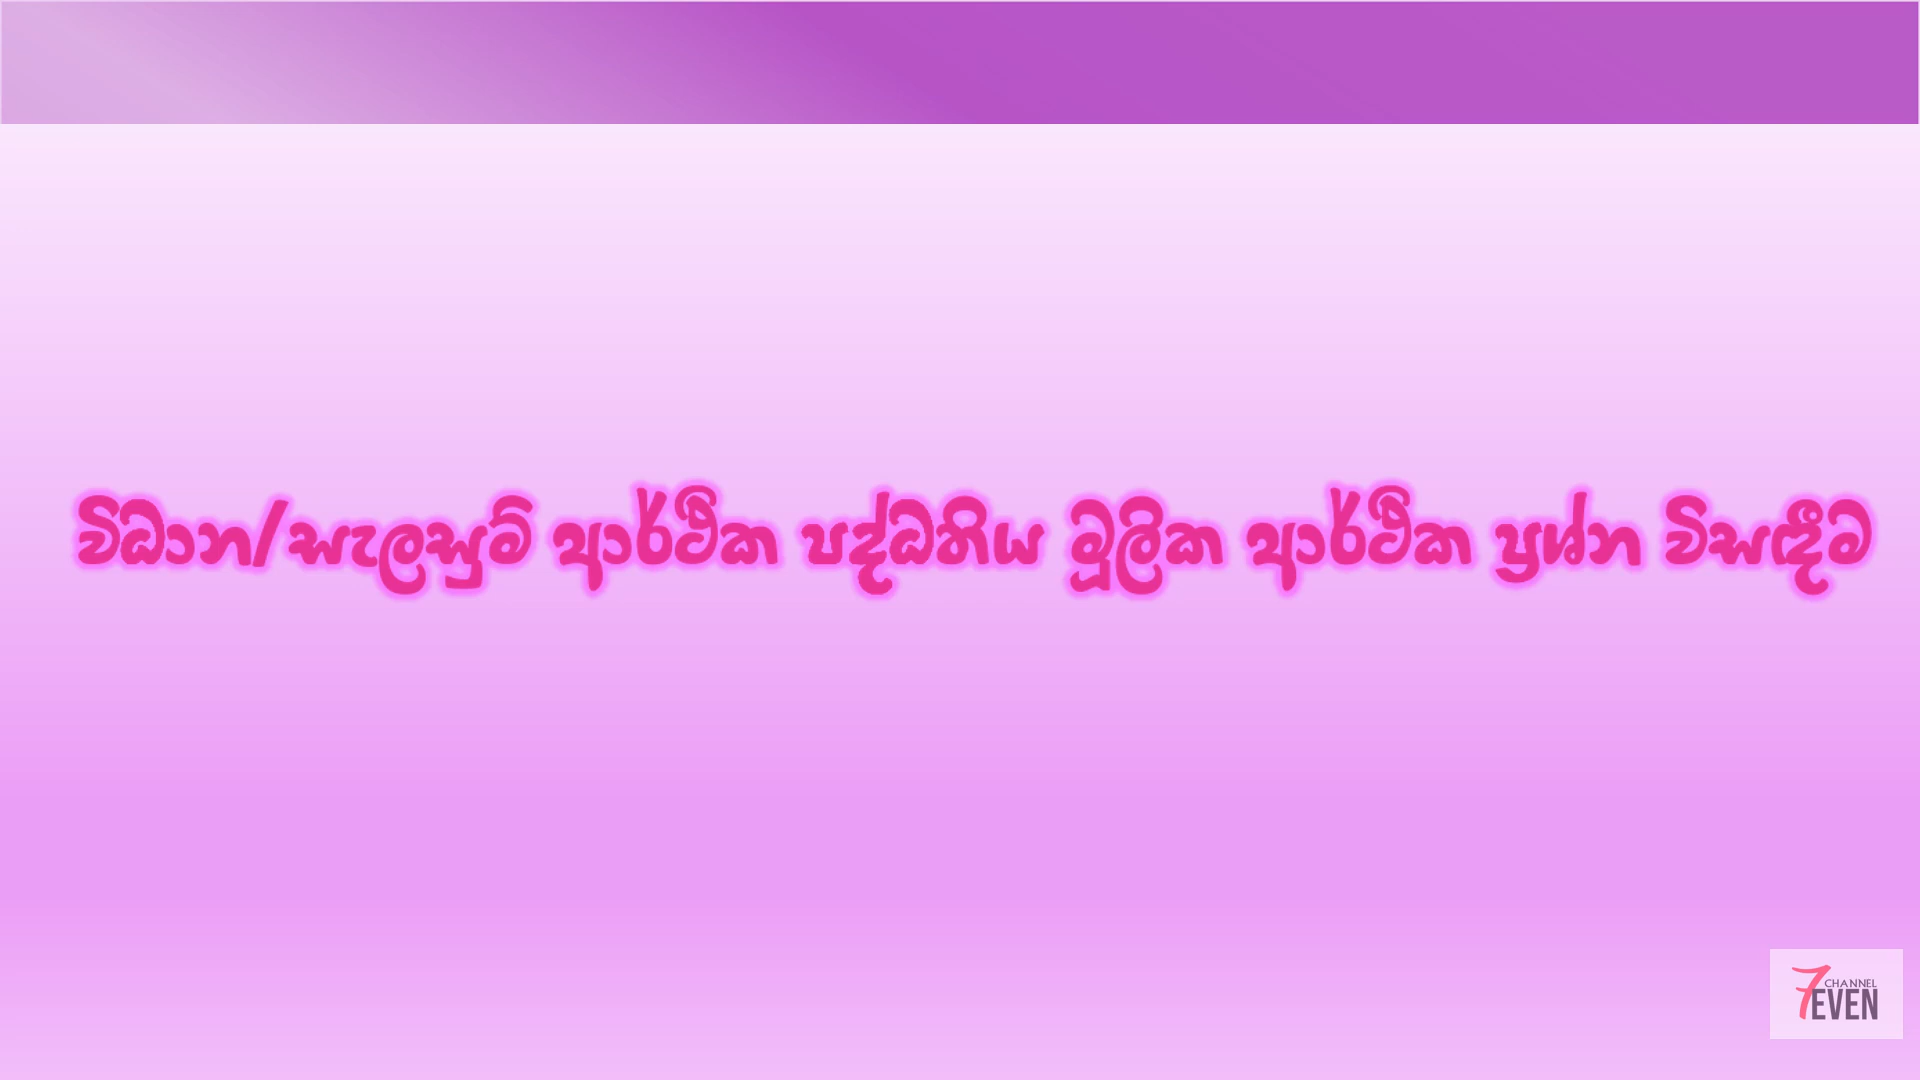 විධාන/සැලසුම් ආර්ථික පද්ධතිය මූලික ආර්ථික ප්‍රශ්න විසඳීම
7 CHANNEL
EVEN